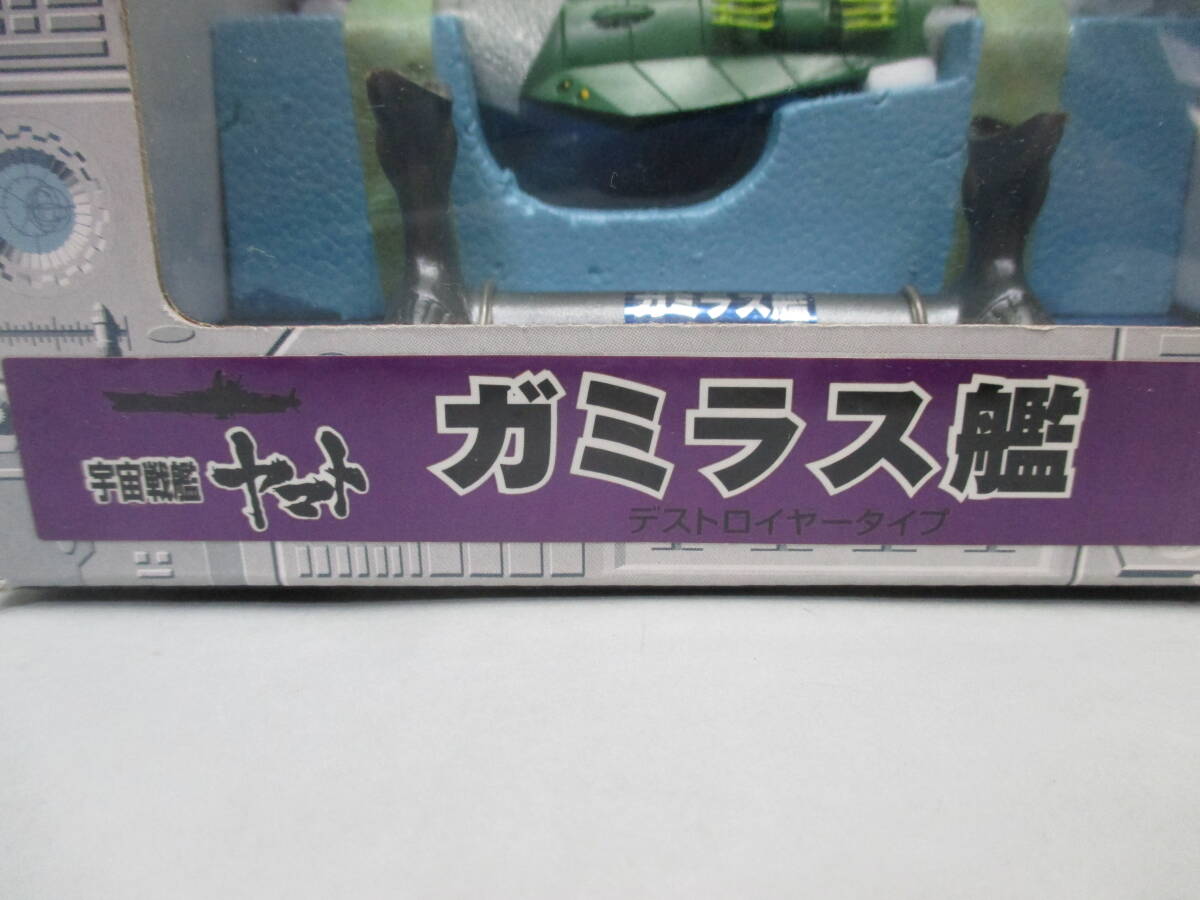 ガミラス艦
宇宙戦艦 ヤマト
ガミラス艦
デストロイヤータイプ